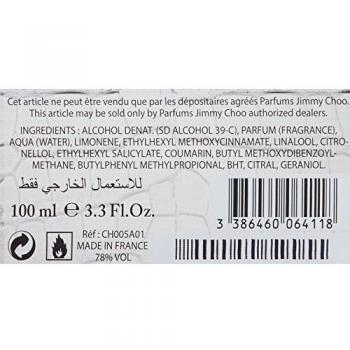 Cet article ne peut être vendu que par les dépositaires agréés Parfums Jimmy Choo.
This article may be sold only by Parfums Jimmy Choo authorized dealers.
INGREDIENTS : ALCOHOL DENAT. (SD ALCOHOL 39-C), PARFUM (FRAGRANCE),
AQUA (WATER), LIMONENE, ETHYLHEXYL METHOXYCINNAMATE, LINALOOL, CITRO-
NELLOL, ETHYLHEXYL SALICYLATE, COUMARIN, BUTYL METHOXYDIBENZOYL-
METHANE, BUTYLPHENYL METHYLPROPIONAL, BHT, CITRAL, GERANIOL.
للاستعمال الخارجي فقط
100 ml e 3.3 Fl.Oz.
3 386460 064118
Réf : CH005A01
MADE IN FRANCE
78% VOL